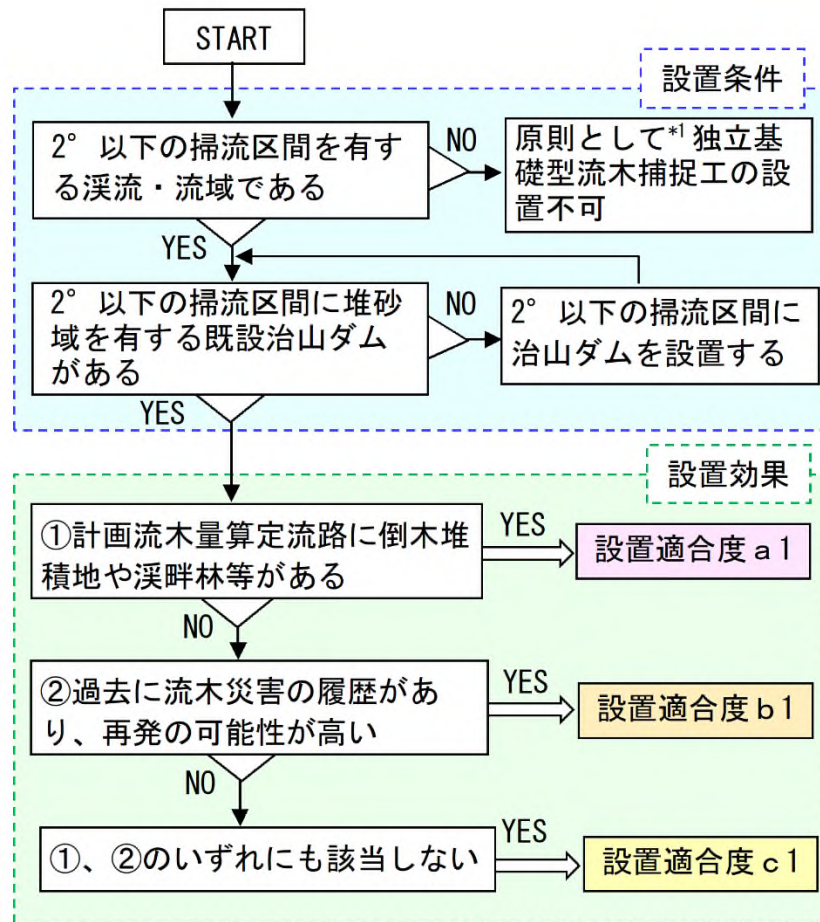 START
設置条件
2°以下の掃流区間を有す
る渓流・流域である
NO
原則として*1独立基
礎型流木捕捉工の設
置不可
YES
2°以下の掃流区間に堆砂
域を有する既設治山ダム
がある
NO
2°以下の掃流区間に
治山ダムを設置する
YES
設置効果
①計画流木量算定流路に倒木堆
積地や渓畔林等がある
YES
設置適合度a1
NO
②過去に流木災害の履歴があ
り、再発の可能性が高い
YES
設置適合度b1
NO
①、②のいずれにも該当しない
YES
設置適合度c1